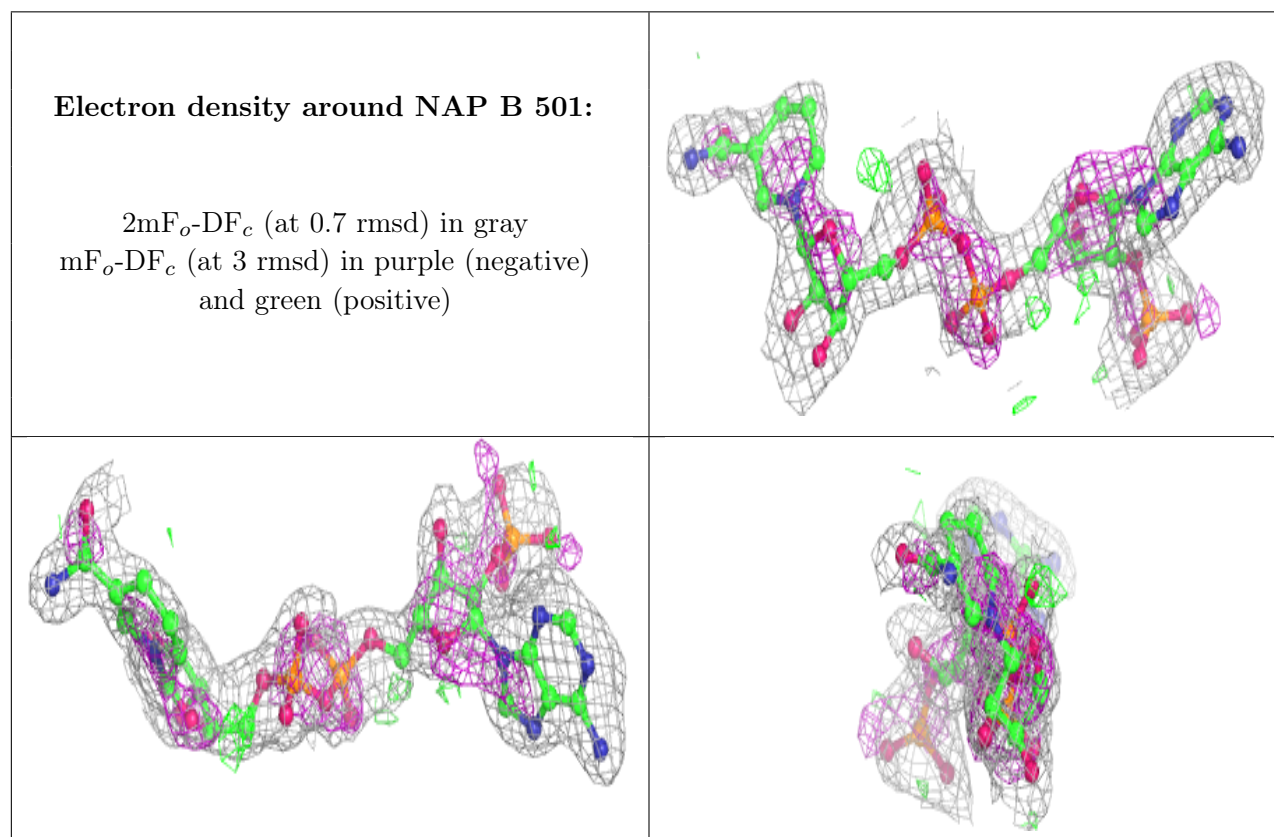 Electron density around NAP B 501:
2mFo-DFc (at 0.7 rmsd) in gray
mFo-DFc (at 3 rmsd) in purple (negative)
and green (positive)